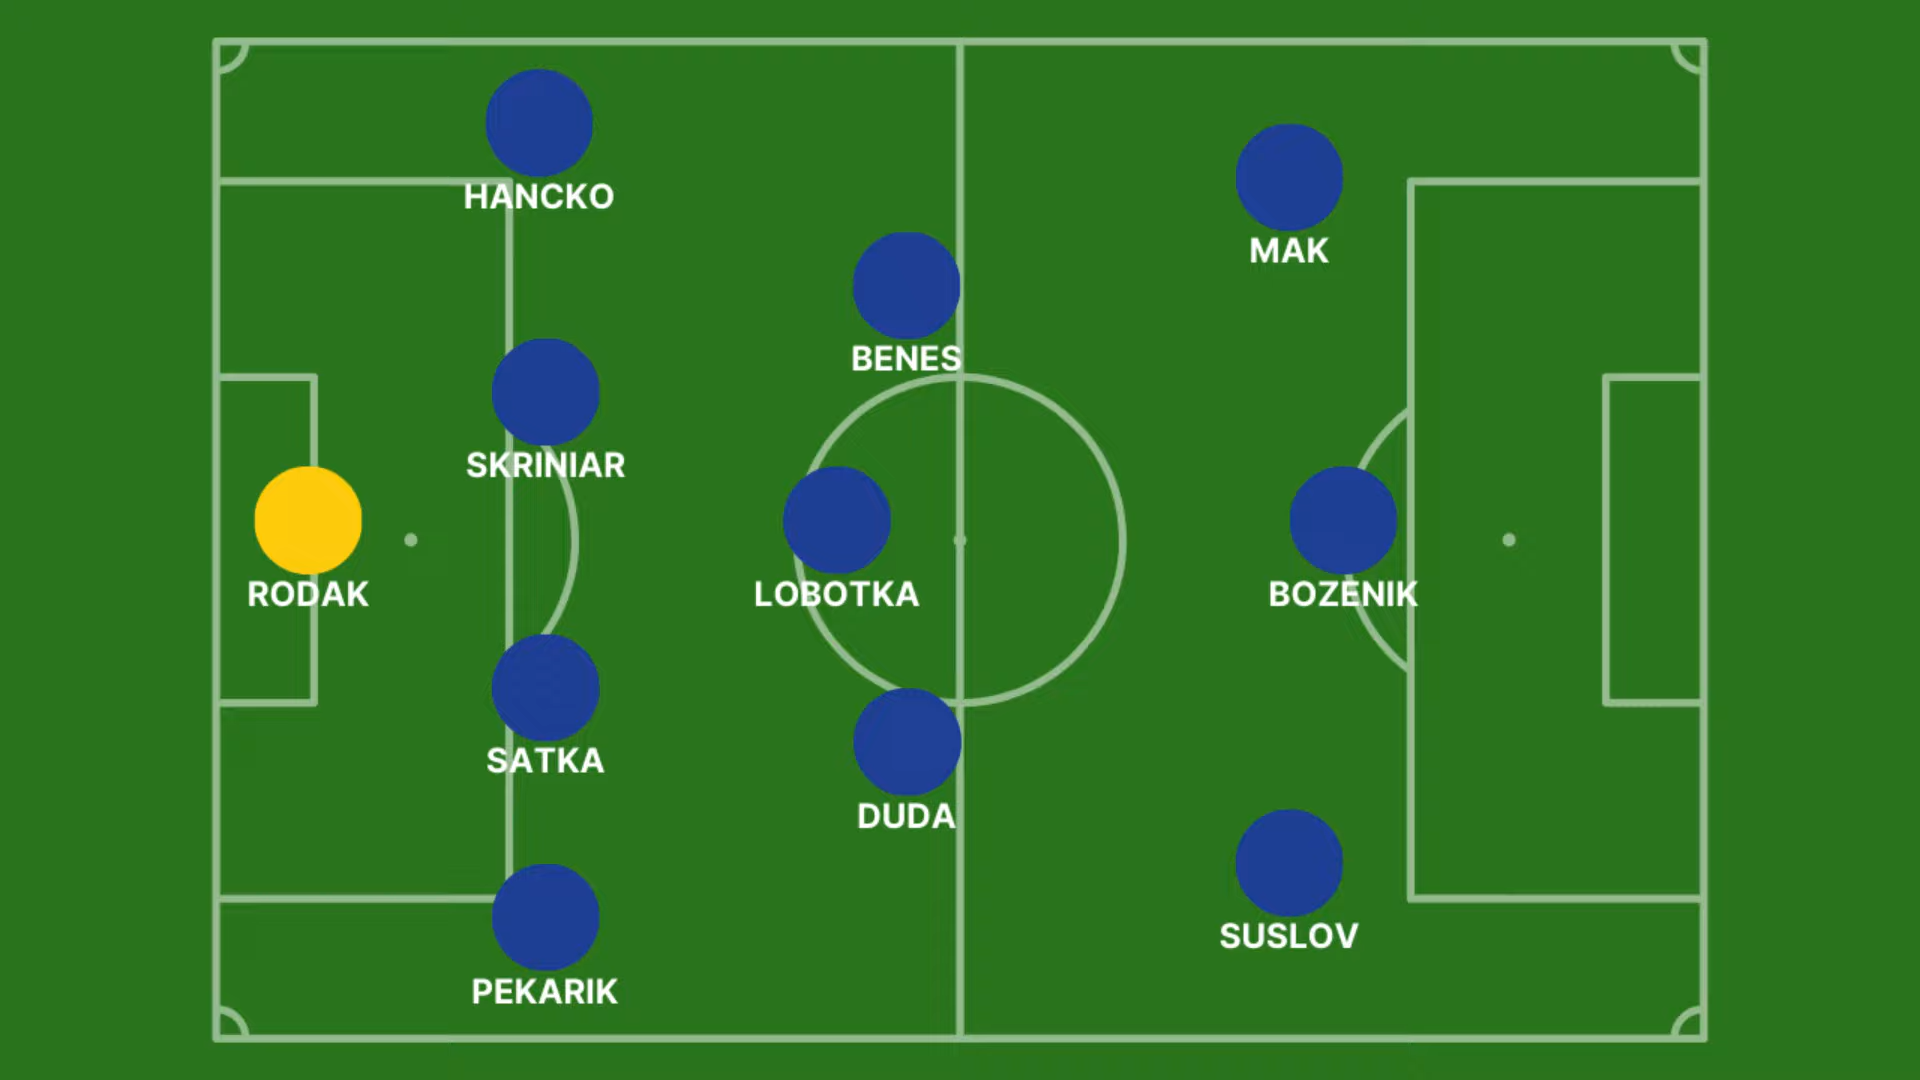 HANCKO
MAK
BENES
SKRINIAR
RODAK
LOBOTKA
BOZENIK
SATKA
DUDA
SUSLOV
PEKARIK